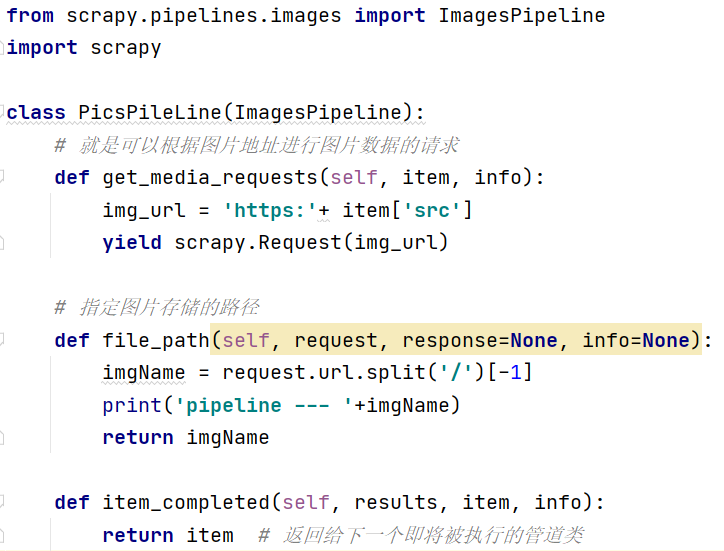 from scrapy.pipelines.images import ImagesPipeline
import scrapy
class PicsPileLine(ImagesPipeline):
# 就是可以根据图片地址进行图片数据的请求
def get_media_requests(self, item, info):
img_url = 'https:'+ item['src']
yield scrapy.Request(img_url)
# 指定图片存储的路径
def file_path(self, request, response=None, info=None):
imgName = request.url.split('/')[-1]
print('pipeline --- '+imgName)
return imgName
def item_completed(self, results, item, info):
return item  # 返回给下一个即将被执行的管道类